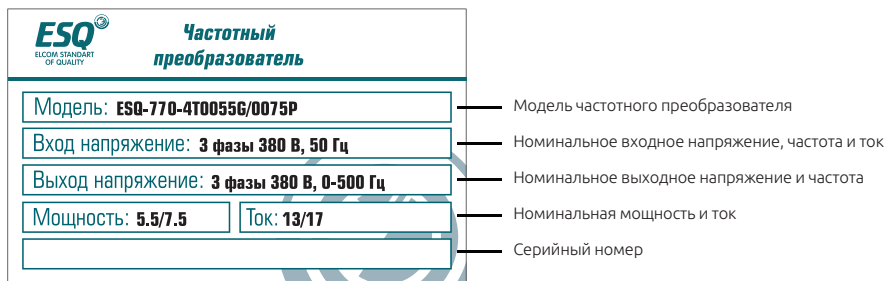 ESQ®
ELCOM STANDART
OF QUALITY
Частотный
преобразователь
Модель: ESQ-770-4T0055G/0075P
Модель частотного преобразователя
Вход напряжение: 3 фазы 380 В, 50 Гц
Номинальное входное напряжение, частота и ток
Выход напряжение: 3 фазы 380 В, 0-500 Гц
Номинальное выходное напряжение и частота
Мощность: 5.5/7.5 Ток: 13/17
Номинальная мощность и ток
Серийный номер